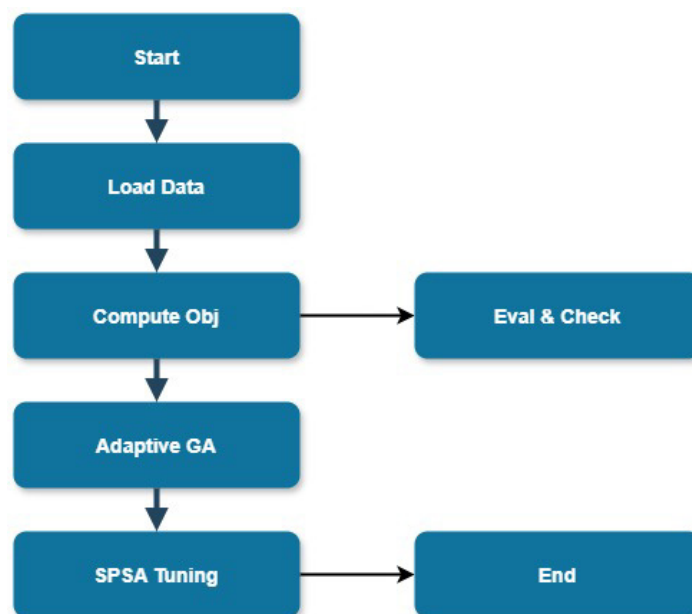 Start
Load Data
Compute Obj
Eval & Check
Adaptive GA
SPSA Tuning
End